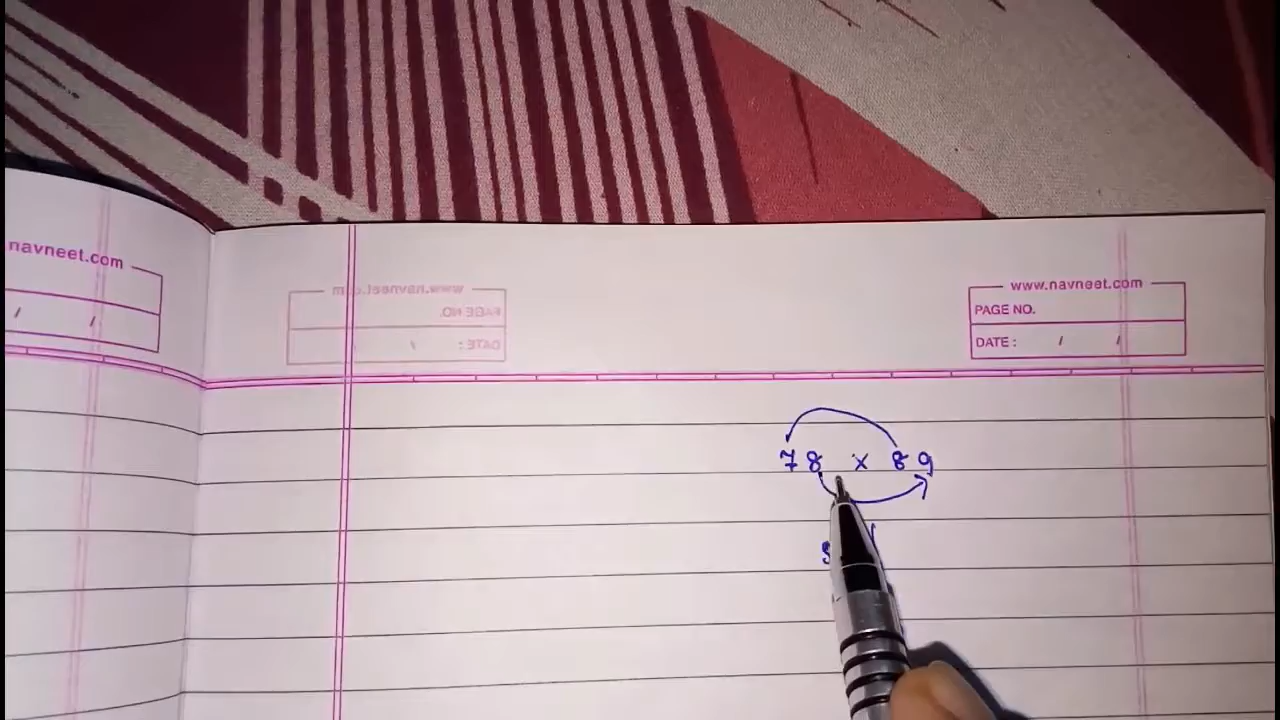 navneet.com
/ /
www.navneet.com
PAGE NO.
DATE : / /
www.navneet.com
PAGE NO.
DATE : / /
78 x 89